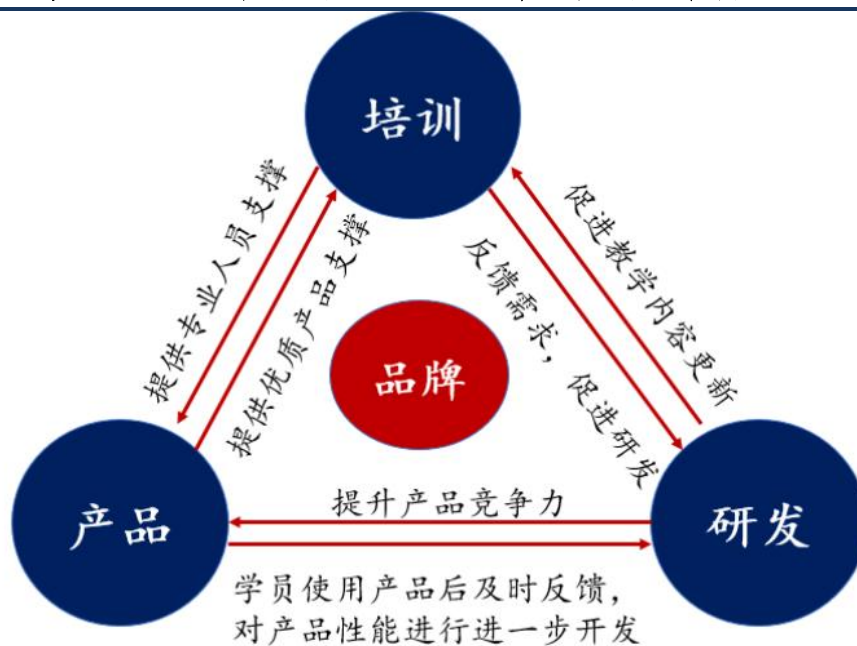 培训
提供专业人员支撑
提供优质产品支撑
反馈需求，促进研发
促进教学内容更新
品牌
产品
提升产品竞争力
研发
学员使用产品后及时反馈，
对产品性能进行进一步开发